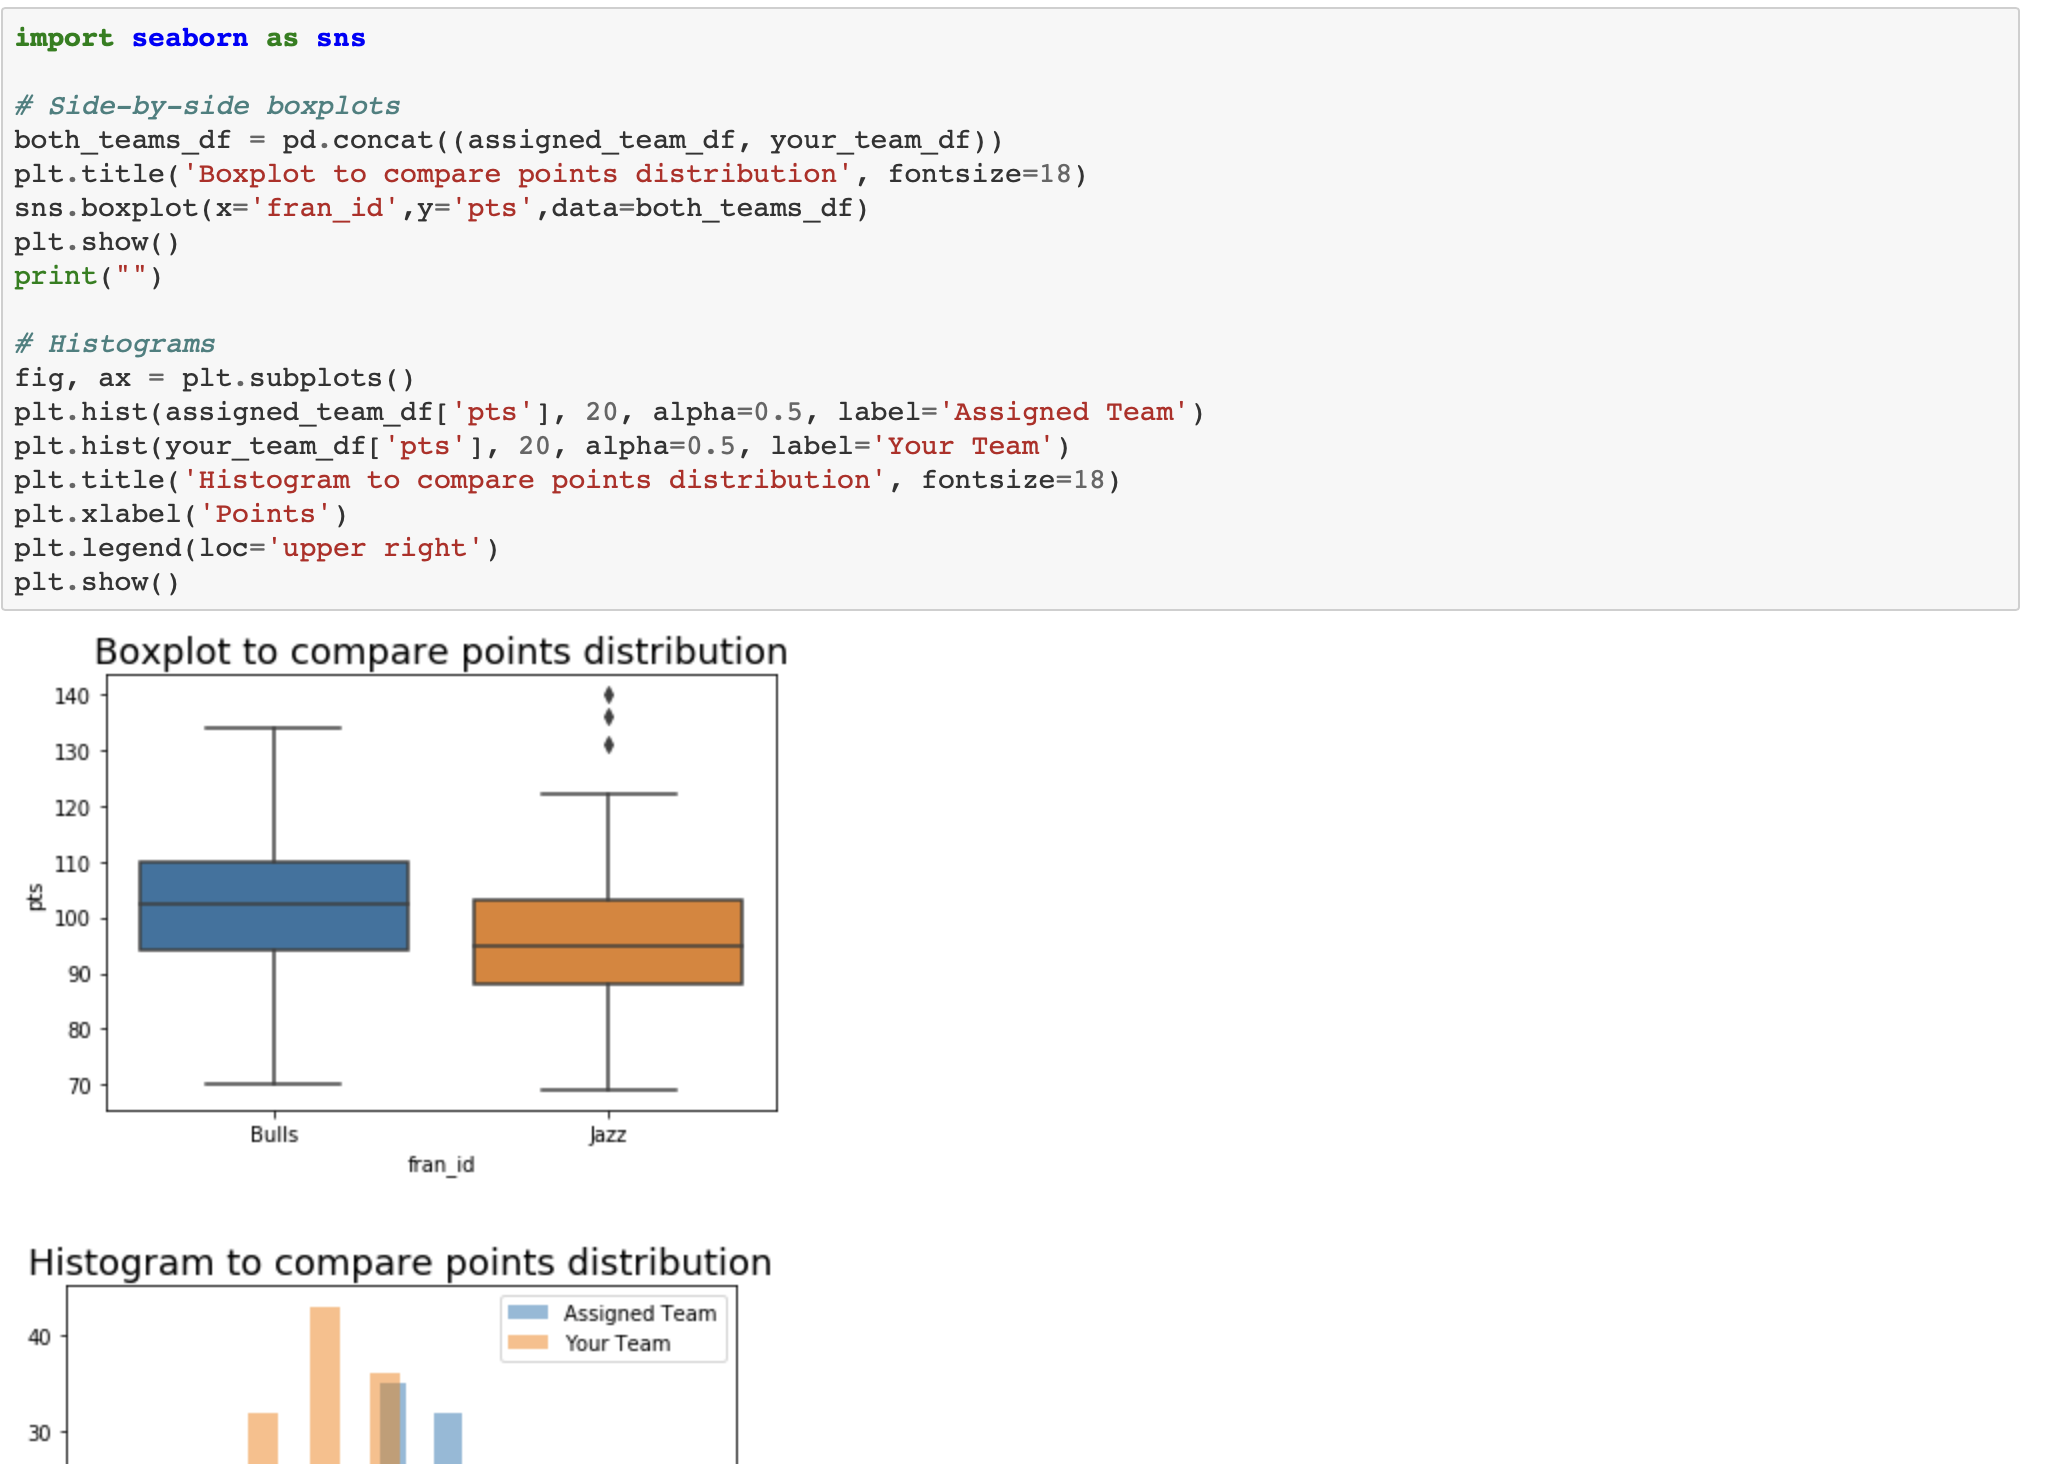 import seaborn as sns
# Side-by-side boxplots
both_teams_df = pd.concat((assigned_team_df, your_team_df))
plt.title('Boxplot to compare points distribution', fontsize=18)
sns.boxplot(x='fran_id',y='pts',data=both_teams_df)
plt.show()
print("")
# Histograms
fig, ax = plt.subplots()
plt.hist(assigned_team_df['pts'], 20, alpha=0.5, label='Assigned Team')
plt.hist(your_team_df['pts'], 20, alpha=0.5, label='Your Team')
plt.title('Histogram to compare points distribution', fontsize=18)
plt.xlabel('Points')
plt.legend(loc='upper right')
plt.show()
Boxplot to compare points distribution
140
130
120
110
100
90
80
70
pts
Bulls Jazz
fran_id
Histogram to compare points distribution
Assigned Team
Your Team
40
30